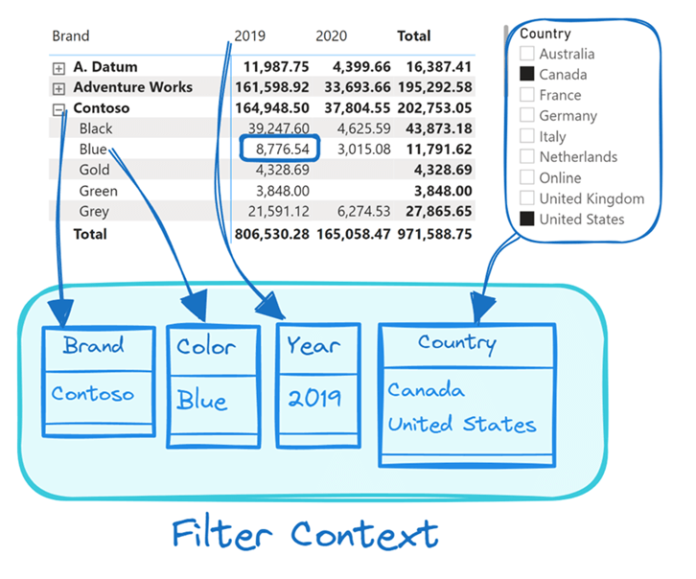 Brand 2019 2020 Total
A. Datum 11,987.75 4,399.66 16,387.41
Adventure Works 161,598.92 33,693.66 195,292.58
Contoso 164,948.50 37,804.55 202,753.05
Black 39,247.60 4,625.59 43,873.18
Blue 8,776.54 3,015.08 11,791.62
Gold 4,328.69 4,328.69
Green 3,848.00 3,848.00
Grey 21,591.12 6,274.53 27,865.65
Total 806,530.28 165,058.47 971,588.75
Country
Australia
Canada
France
Germany
Italy
Netherlands
Online
United Kingdom
United States
Brand
Contoso
Color
Blue
Year
2019
Country
Canada
United States
Filter Context